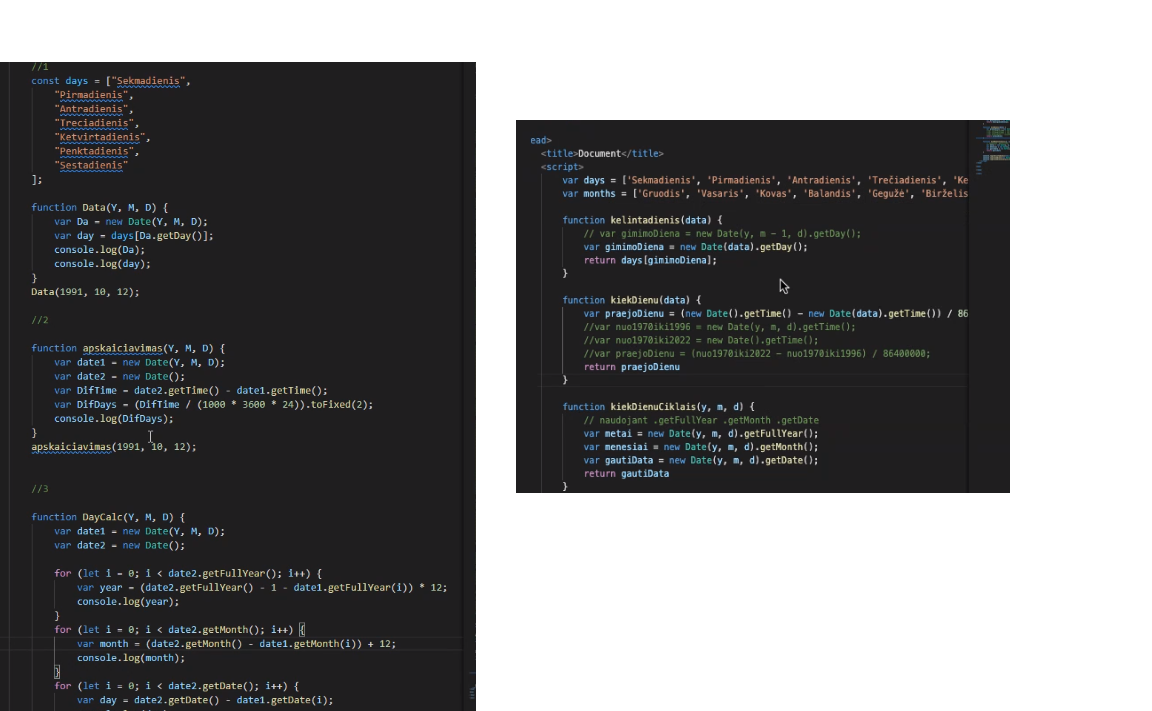 //1
const days = ["Sekmadienis",
"Pirmadienis",
"Antradienis",
"Treciadienis",
"Ketvirtadienis",
"Penktadienis",
"Sestadienis"
];
function Data(Y, M, D) {
var Da = new Date(Y, M, D);
var day = days[Da.getDay()];
console.log(Da);
console.log(day);
}
Data(1991, 10, 12);
//2
function apskaiciavimas(Y, M, D) {
var date1 = new Date(Y, M, D);
var date2 = new Date();
var DifTime = date2.getTime() - date1.getTime();
var DifDays = (DifTime / (1000 * 3600 * 24)).toFixed(2);
console.log(DifDays);
}
apskaiciavimas(1991, 10, 12);
//3
function DayCalc(Y, M, D) {
var date1 = new Date(Y, M, D);
var date2 = new Date();
for (let i = 0; i < date2.getFullYear(); i++) {
var year = (date2.getFullYear() - 1 - date1.getFullYear(i)) * 12;
console.log(year);
}
for (let i = 0; i < date2.getMonth(); i++) {
var month = (date2.getMonth() - date1.getMonth(i)) + 12;
console.log(month);
}
for (let i = 0; i < date2.getDate(); i++) {
var day = date2.getDate() - date1.getDate(i);
ead>
<title>Document</title>
<script>
var days = ['Sekmadienis', 'Pirmadienis', 'Antradienis', 'Trečiadienis', 'Ke
var months = ['Gruodis', 'Vasaris', 'Kovas', 'Balandis', 'Gegužė', 'Birželis
function kelintadienis(data) {
// var gimimoDiena = new Date(y, m - 1, d).getDay();
var gimimoDiena = new Date(data).getDay();
return days[gimimoDiena];
}
function kiekDienu(data) {
var praejoDienu = (new Date().getTime() - new Date(data).getTime()) / 86
//var nuo1970iki1996 = new Date(y, m, d).getTime();
//var nuo1970iki2022 = new Date().getTime();
//var praejoDienu = (nuo1970iki2022 - nuo1970iki1996) / 86400000;
return praejoDienu
}
function kiekDienuCiklais(y, m, d) {
// naudojant .getFullYear .getMonth .getDate
var metai = new Date(y, m, d).getFullYear();
var menesiai = new Date(y, m, d).getMonth();
var gautiData = new Date(y, m, d).getDate();
return gautiData
}